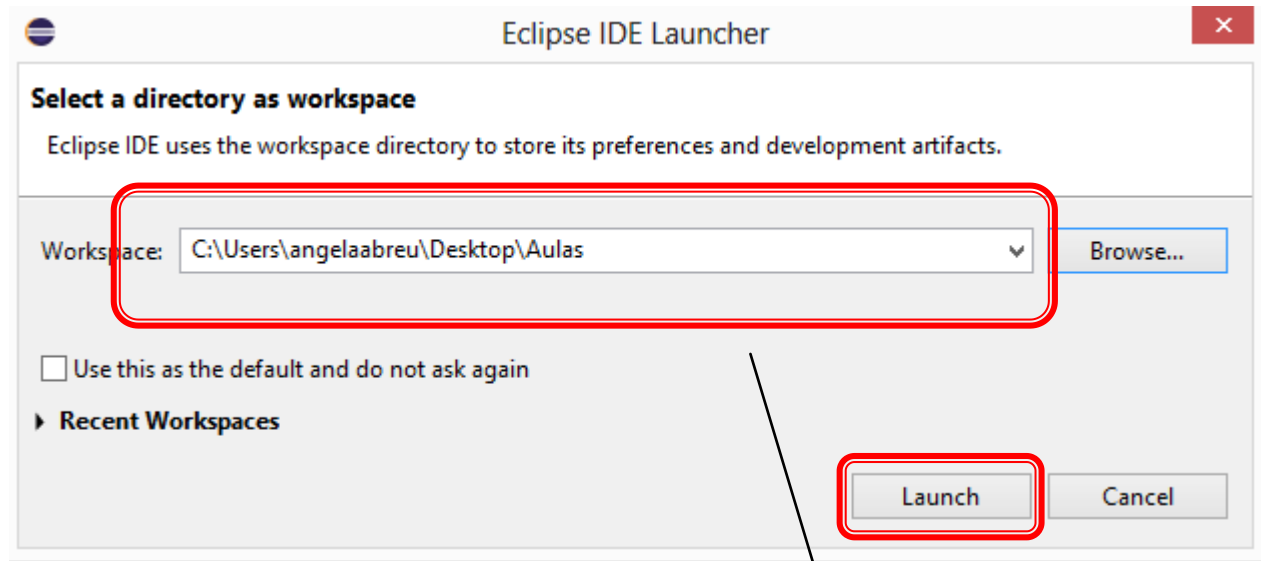 Eclipse IDE Launcher
Select a directory as workspace
Eclipse IDE uses the workspace directory to store its preferences and development artifacts.
Workspace: C:\Users\angelaabreu\Desktop\Aulas Browse...
Use this as the default and do not ask again
Recent Workspaces
Launch Cancel